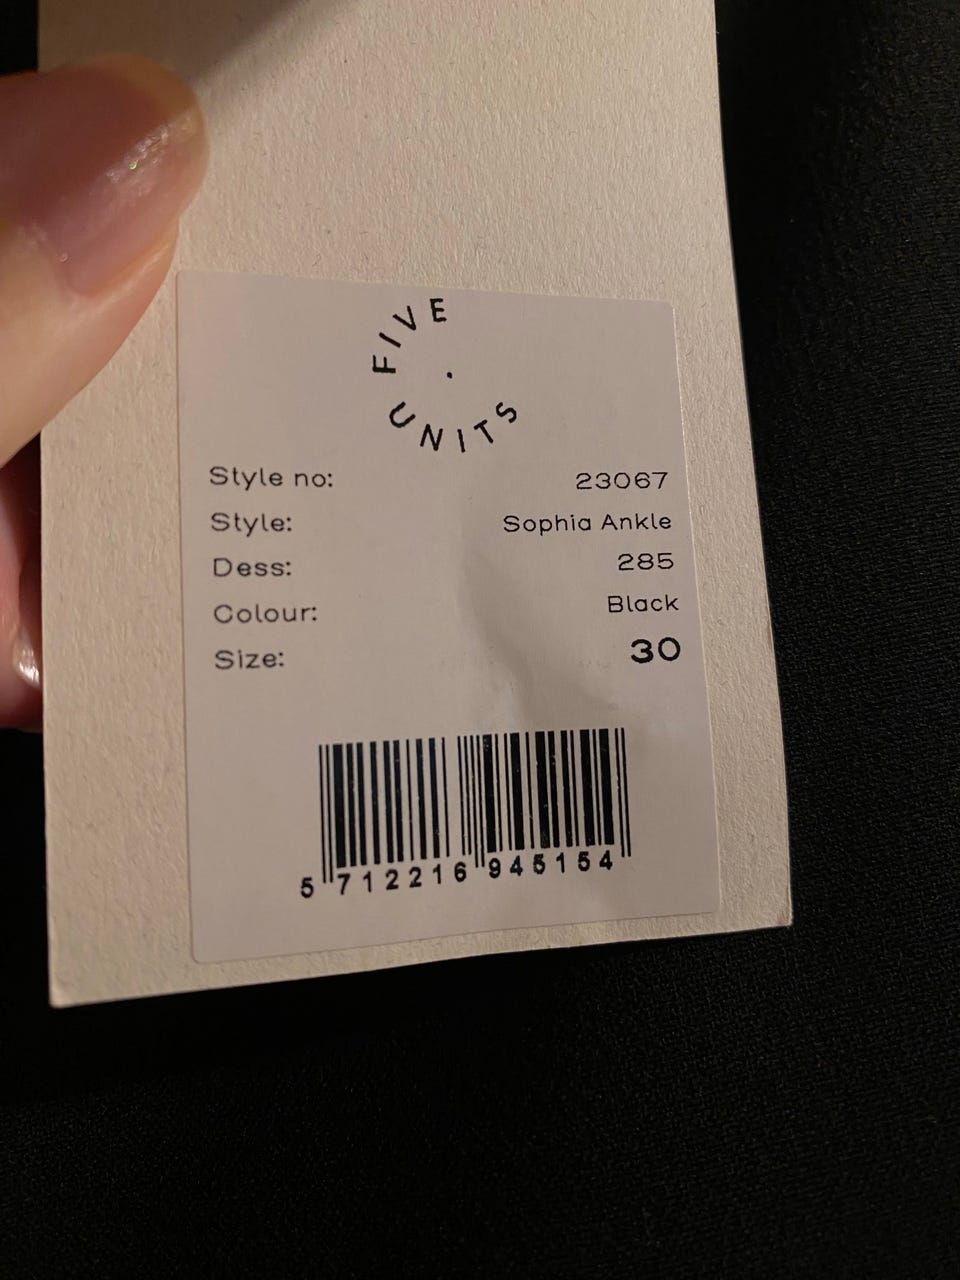 FIVE UNITS
Style no: 23067
Style: Sophia Ankle
Dess: 285
Colour: Black
Size: 30
5 712216 945154